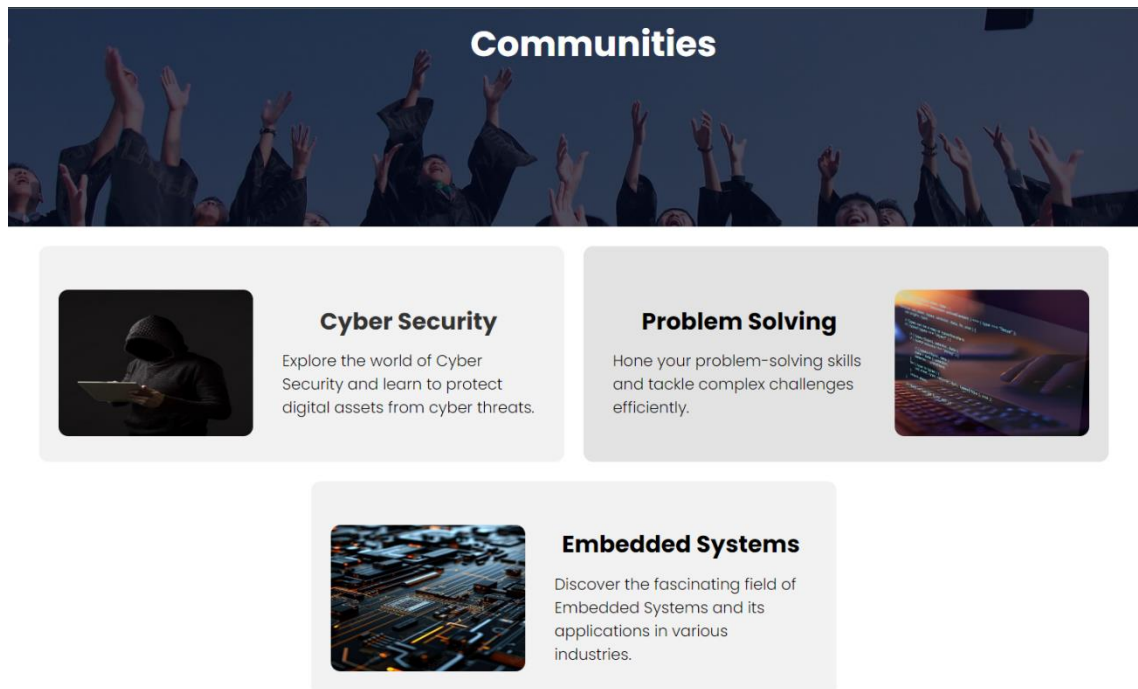 Communities
Cyber Security
Explore the world of Cyber
Security and learn to protect
digital assets from cyber threats.
Problem Solving
Hone your problem-solving skills
and tackle complex challenges
efficiently.
Embedded Systems
Discover the fascinating field of
Embedded Systems and its
applications in various
industries.